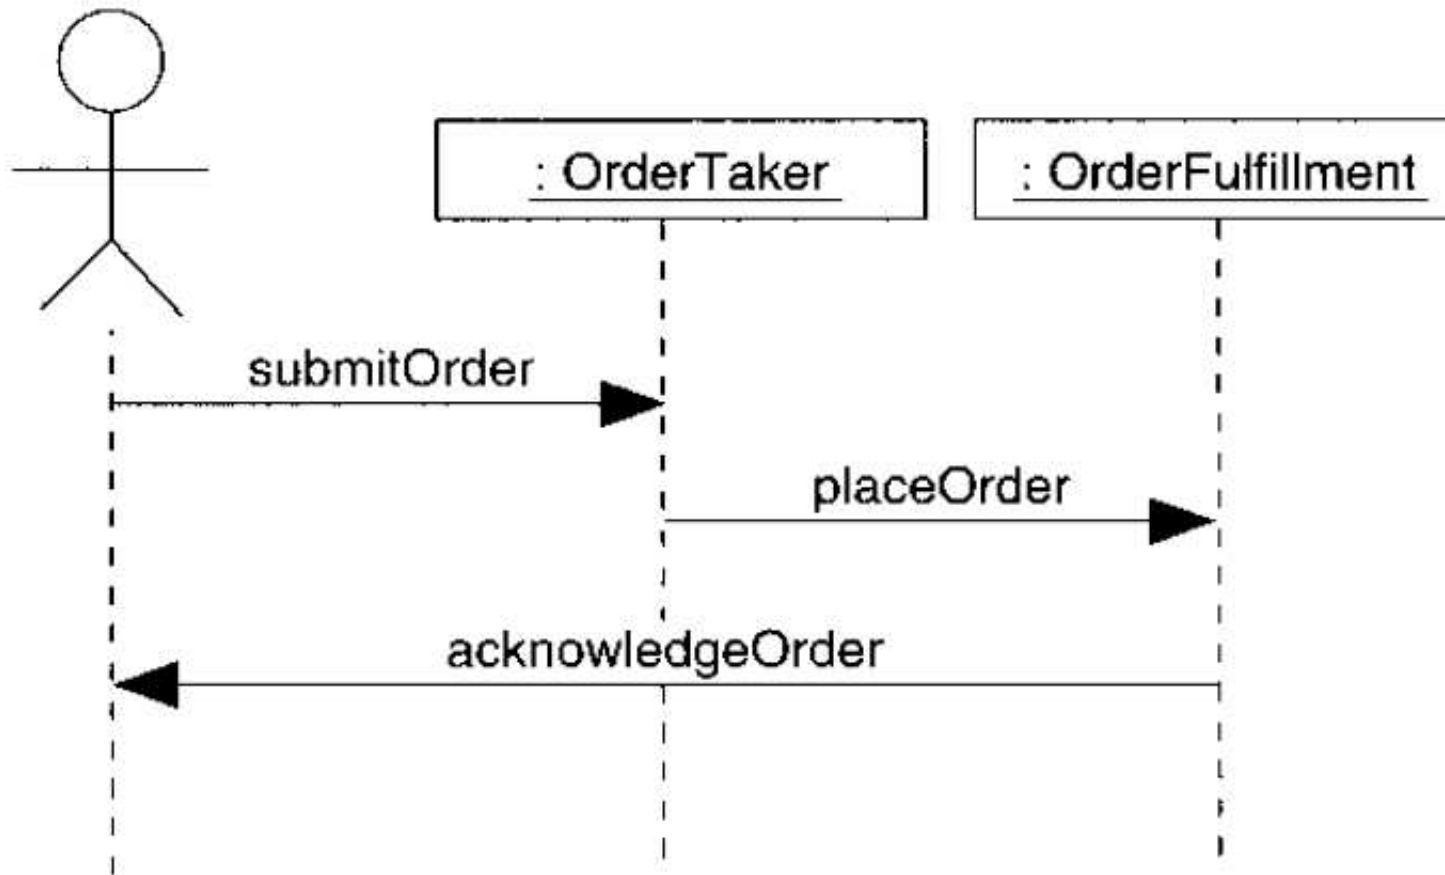 : OrderTaker
: OrderFulfillment
submitOrder
placeOrder
acknowledgeOrder